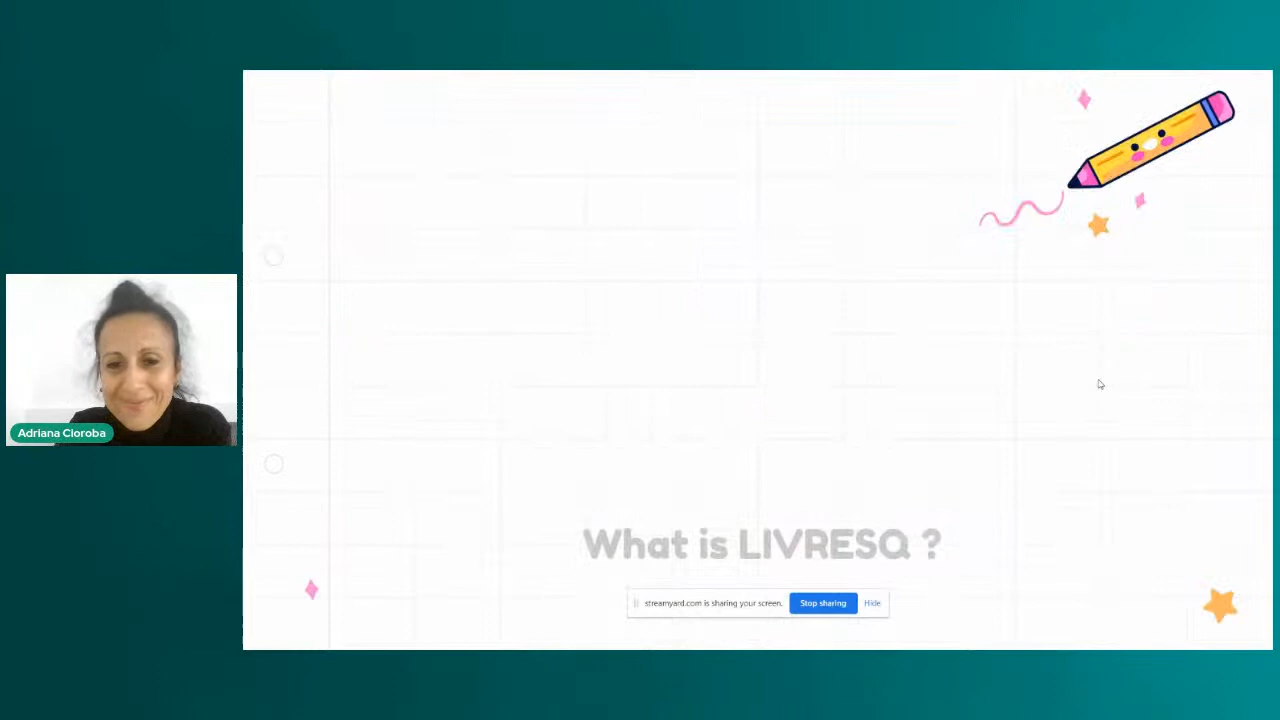 Adriana Cioroba
What is LIVRESQ ?
streamyard.com is sharing your screen.
Stop sharing
Hide